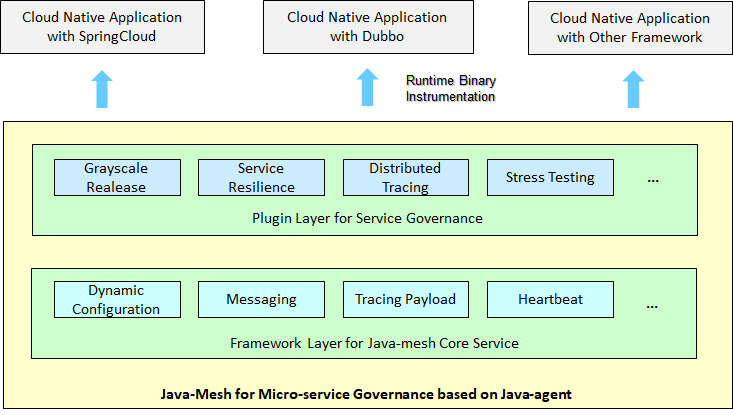 Cloud Native Application
with SpringCloud
Cloud Native Application
with Dubbo
Cloud Native Application
with Other Framework
Runtime Binary
Instrumentation
Grayscale
Realease
Service
Resilience
Distributed
Tracing
Stress Testing
...
Plugin Layer for Service Governance
Dynamic
Configuration
Messaging
Tracing Payload
Heartbeat
...
Framework Layer for Java-mesh Core Service
Java-Mesh for Micro-service Governance based on Java-agent